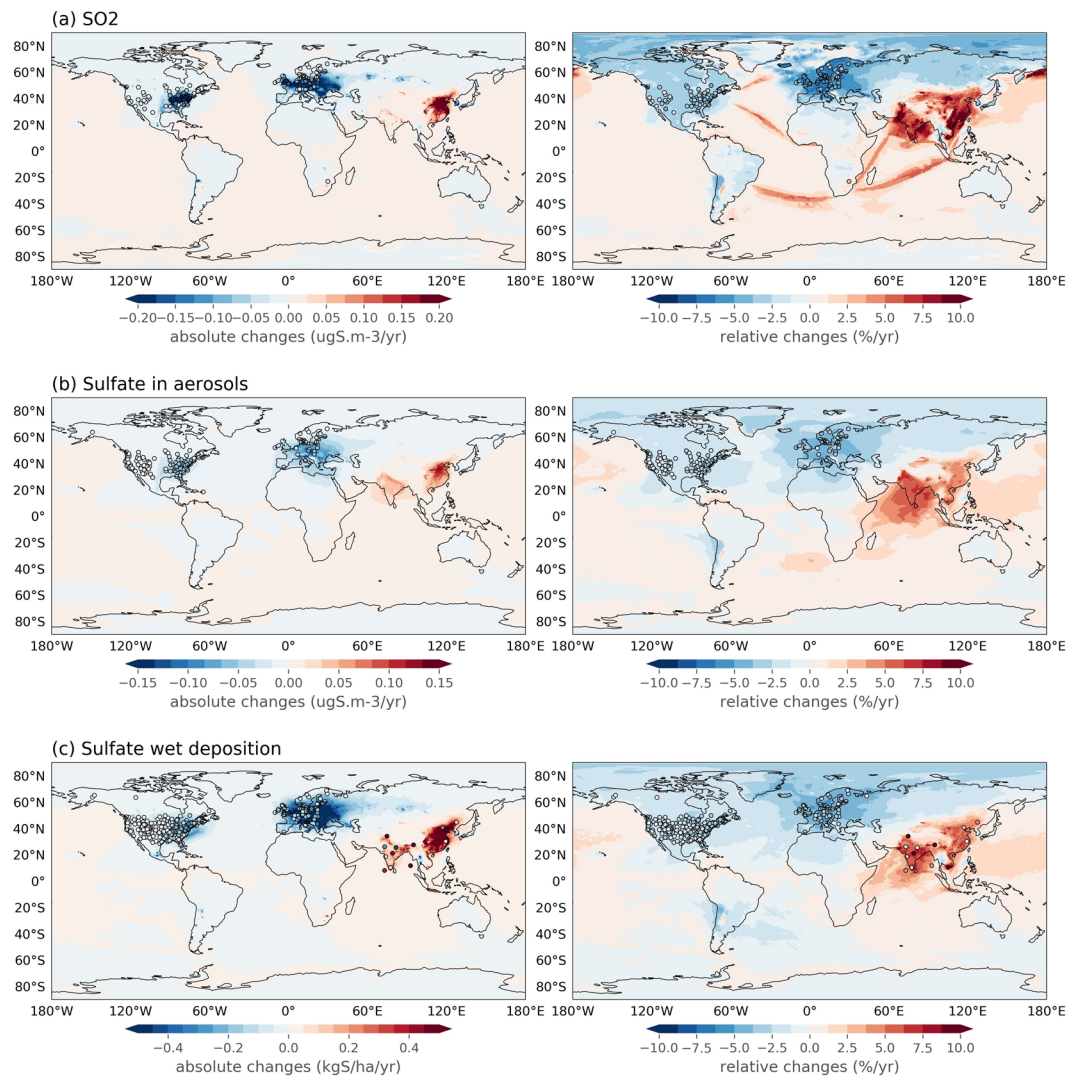 (a) SO2
80°N 80°N
60°N 60°N
40°N 40°N
20°N 20°N
0° 0°
20°S 20°S
40°S 40°S
60°S 60°S
80°S 80°S
180°W 120°W 60°W 0° 60°E 120°E 180°E 180°W 120°W 60°W 0° 60°E 120°E 180°E
−0.20 −0.15 −0.10 −0.05 0.00 0.05 0.10 0.15 0.20 −10.0 −7.5 −5.0 −2.5 0.0 2.5 5.0 7.5 10.0
absolute changes (ugS.m-3/yr) relative changes (%/yr)
(b) Sulfate in aerosols
80°N 80°N
60°N 60°N
40°N 40°N
20°N 20°N
0° 0°
20°S 20°S
40°S 40°S
60°S 60°S
80°S 80°S
180°W 120°W 60°W 0° 60°E 120°E 180°E 180°W 120°W 60°W 0° 60°E 120°E 180°E
−0.15 −0.10 −0.05 0.00 0.05 0.10 0.15 −10.0 −7.5 −5.0 −2.5 0.0 2.5 5.0 7.5 10.0
absolute changes (ugS.m-3/yr) relative changes (%/yr)
(c) Sulfate wet deposition
80°N 80°N
60°N 60°N
40°N 40°N
20°N 20°N
0° 0°
20°S 20°S
40°S 40°S
60°S 60°S
80°S 80°S
180°W 120°W 60°W 0° 60°E 120°E 180°E 180°W 120°W 60°W 0° 60°E 120°E 180°E
−0.4 −0.2 0.0 0.2 0.4 −10.0 −7.5 −5.0 −2.5 0.0 2.5 5.0 7.5 10.0
absolute changes (kgS/ha/yr) relative changes (%/yr)